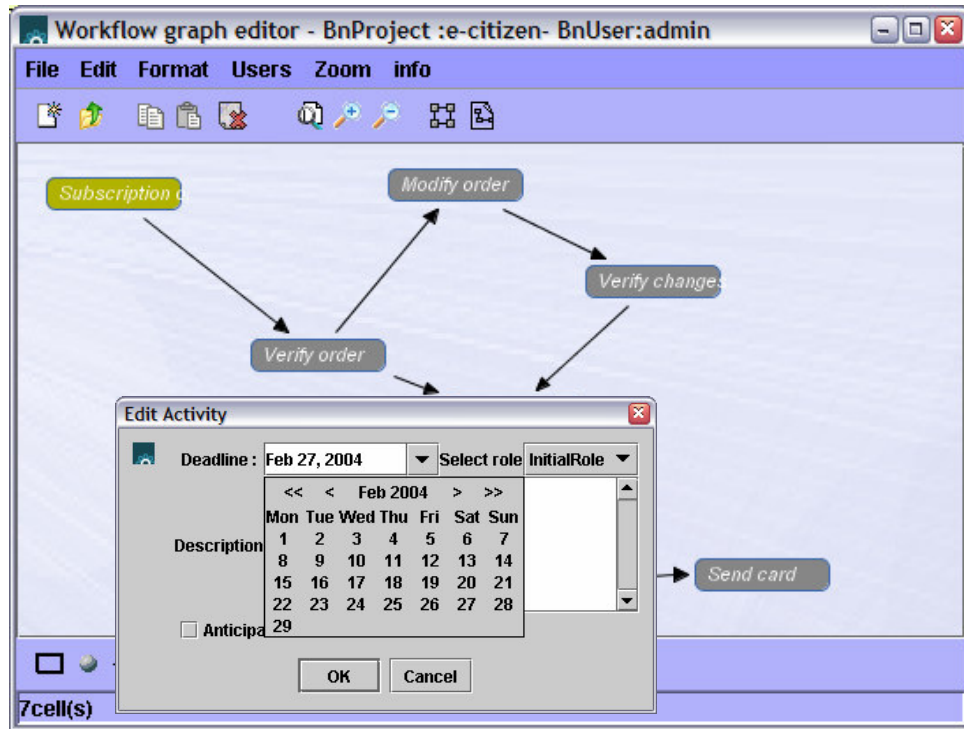 Workflow graph editor - BnProject :e-citizen- BnUser:admin
File Edit Format Users Zoom info
Subscription
Modify order
Verify changes
Verify order
Edit Activity
Deadline : Feb 27, 2004 Select role InitialRole
<< < Feb 2004 > >>
Mon Tue Wed Thu Fri Sat Sun
1 2 3 4 5 6 7
Description
8 9 10 11 12 13 14
15 16 17 18 19 20 21
22 23 24 25 26 27 28
29
Anticipa
Send card
OK Cancel
7cell(s)